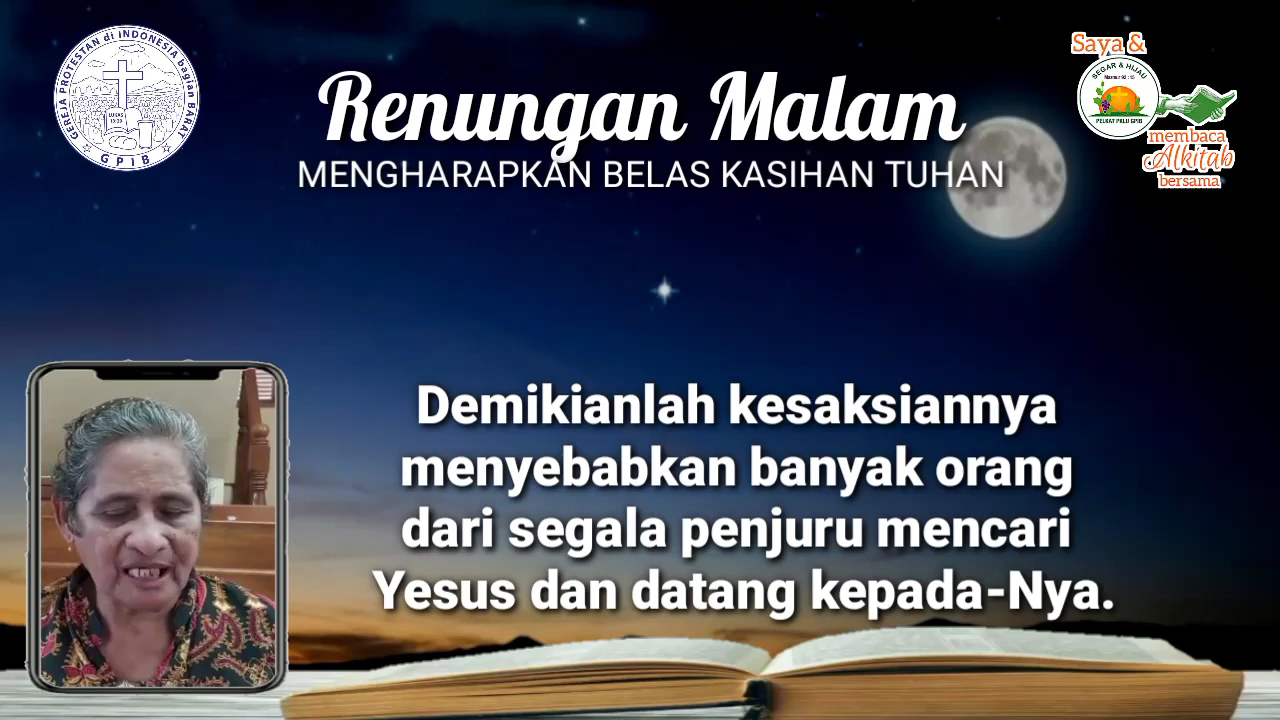 GEREJA PROTESTAN di INDONESIA bagian BARAT
LUKAS
GPIB
Renungan Malam
MENGHARAPKAN BELAS KASIHAN TUHAN
Saya &
SEGAR & HIJAU
PELKAT PKLU GPIB
membaca
Alkitab
bersama
Demikianlah kesaksiannya
menyebabkan banyak orang
dari segala penjuru mencari
Yesus dan datang kepada-Nya.